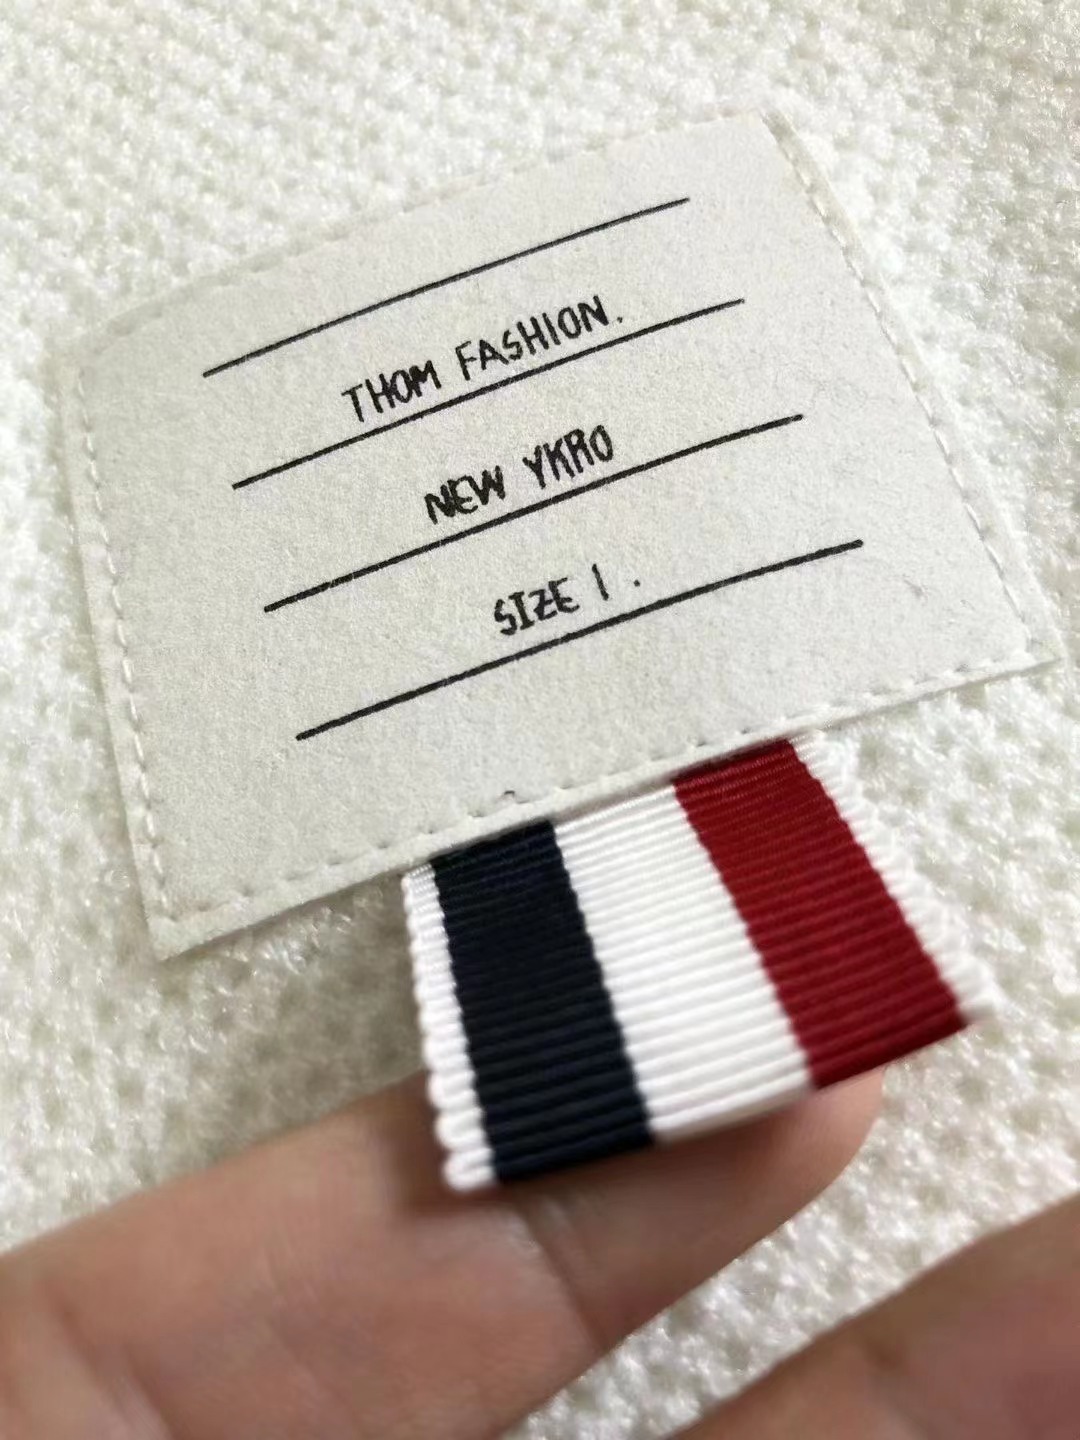 THOM FASHION.
NEW YKRO
SIZE 1 .